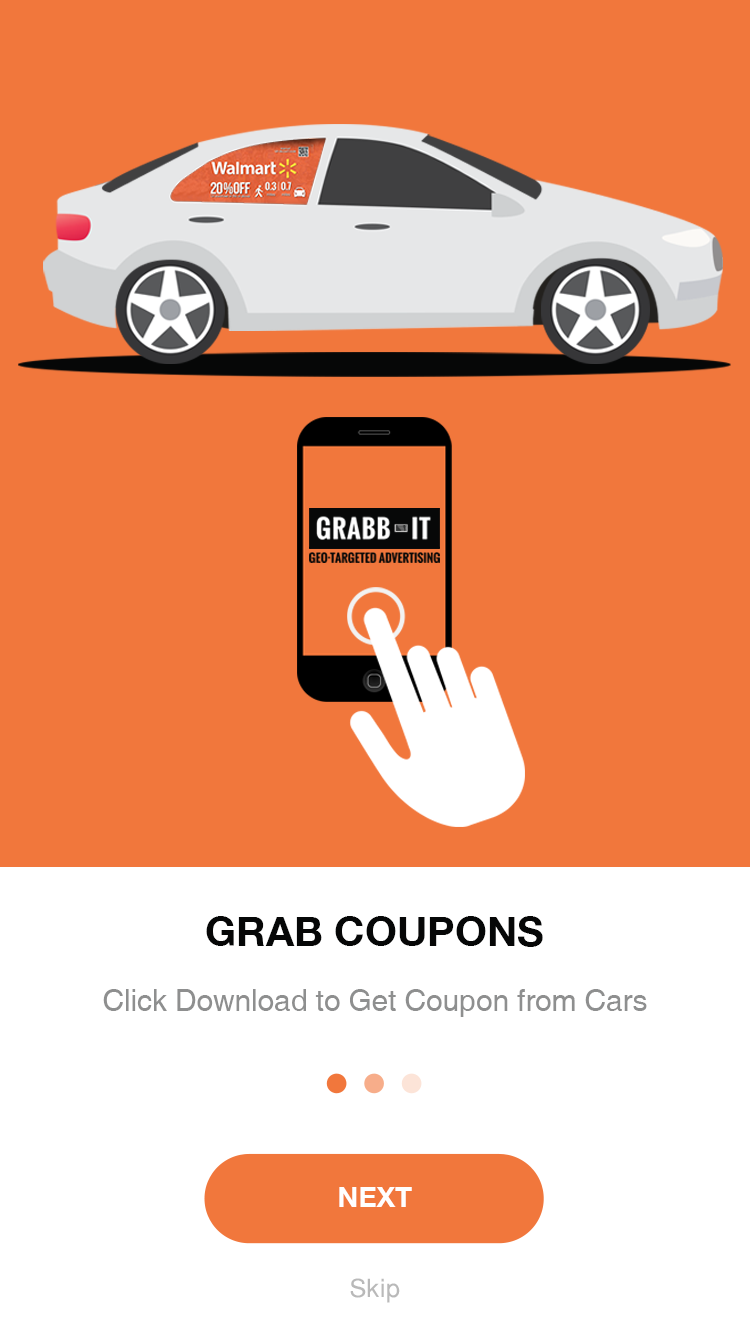 Walmart
20%OFF 0.3 0.7
GRABB IT
GEO-TARGETED ADVERTISING
GRAB COUPONS
Click Download to Get Coupon from Cars
NEXT
Skip